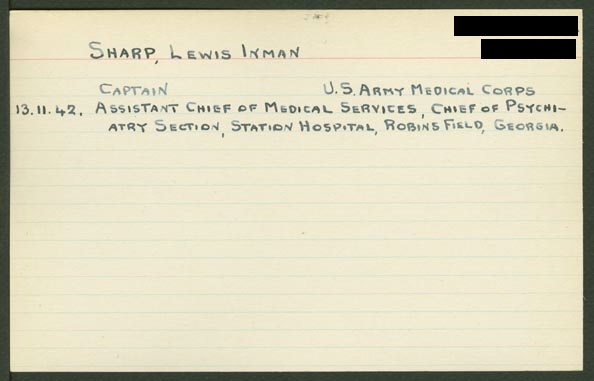 SHARP, LEWIS INMAN
CAPTAIN U.S. ARMY MEDICAL CORPS
13.11.42. ASSISTANT CHIEF OF MEDICAL SERVICES, CHIEF OF PSYCHI-
ATRY SECTION, STATION HOSPITAL, ROBINS FIELD, GEORGIA.